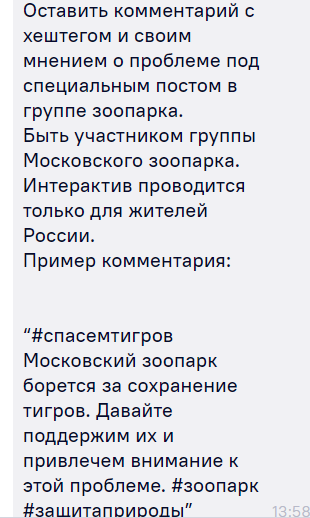 Оставить комментарий с
хештегом и своим
мнением о проблеме под
специальным постом в
группе зоопарка.
Быть участником группы
Московского зоопарка.
Интерактив проводится
только для жителей
России.
Пример комментария:
“#спасемтигров
Московский зоопарк
борется за сохранение
тигров. Давайте
поддержим их и
привлечем внимание к
этой проблеме. #зоопарк
#защитаприроды”
13:58